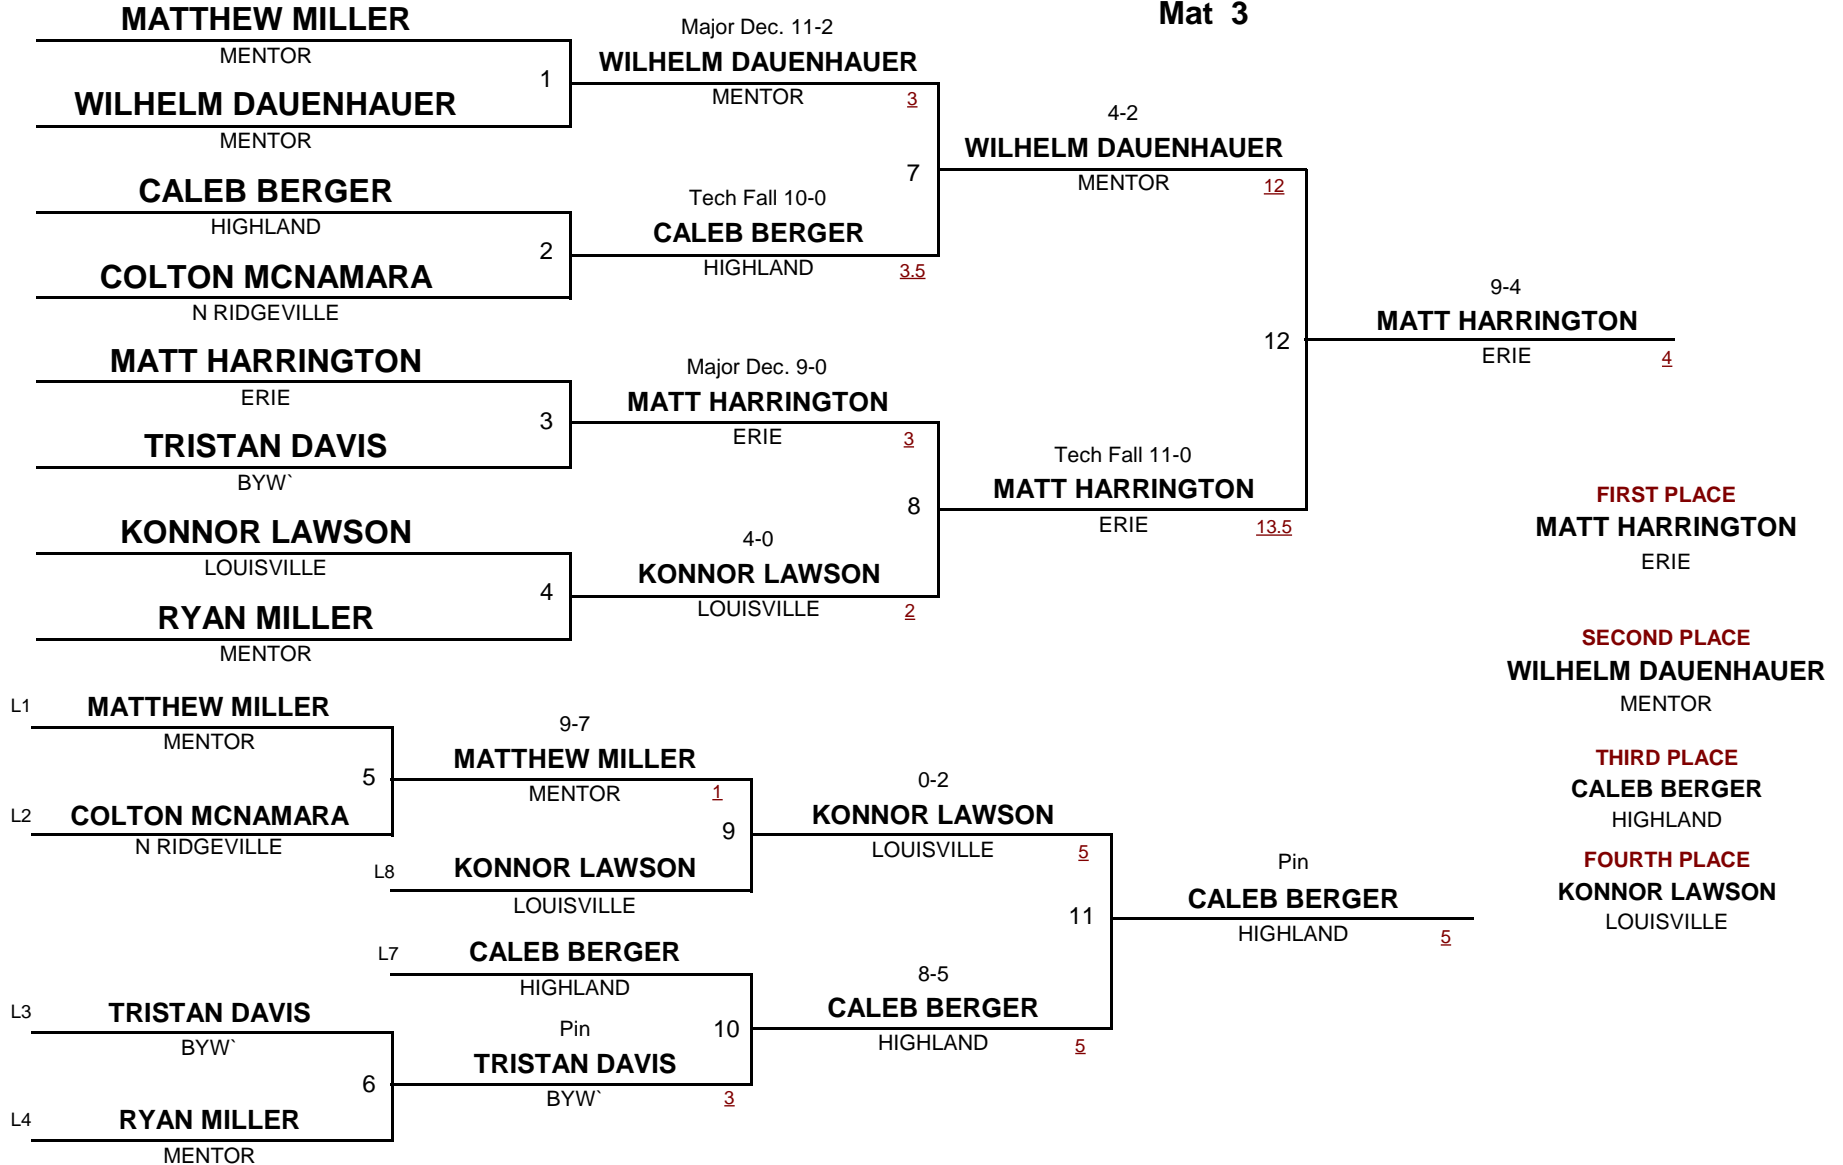 Mat 3
MATTHEW MILLER
MENTOR
1
WILHELM DAUENHAUER
MENTOR
CALEB BERGER
HIGHLAND
2
COLTON MCNAMARA
N RIDGEVILLE
MATT HARRINGTON
ERIE
3
TRISTAN DAVIS
BYW`
KONNOR LAWSON
LOUISVILLE
4
RYAN MILLER
MENTOR
Major Dec. 11-2
WILHELM DAUENHAUER
MENTOR 3
7
Tech Fall 10-0
CALEB BERGER
HIGHLAND 3.5
Major Dec. 9-0
MATT HARRINGTON
ERIE 3
8
4-0
KONNOR LAWSON
LOUISVILLE 2
4-2
WILHELM DAUENHAUER
MENTOR 12
12
Tech Fall 11-0
MATT HARRINGTON
ERIE 13.5
9-4
MATT HARRINGTON
ERIE 4
L1 MATTHEW MILLER
MENTOR
5
L2 COLTON MCNAMARA
N RIDGEVILLE
L3 TRISTAN DAVIS
BYW`
6
L4 RYAN MILLER
MENTOR
9-7
MATTHEW MILLER
MENTOR 1
9
L8 KONNOR LAWSON
LOUISVILLE
L7 CALEB BERGER
HIGHLAND
10
Pin
TRISTAN DAVIS
BYW` 3
0-2
KONNOR LAWSON
LOUISVILLE 5
11
8-5
CALEB BERGER
HIGHLAND 5
Pin
CALEB BERGER
HIGHLAND 5
FIRST PLACE
MATT HARRINGTON
ERIE
SECOND PLACE
WILHELM DAUENHAUER
MENTOR
THIRD PLACE
CALEB BERGER
HIGHLAND
FOURTH PLACE
KONNOR LAWSON
LOUISVILLE